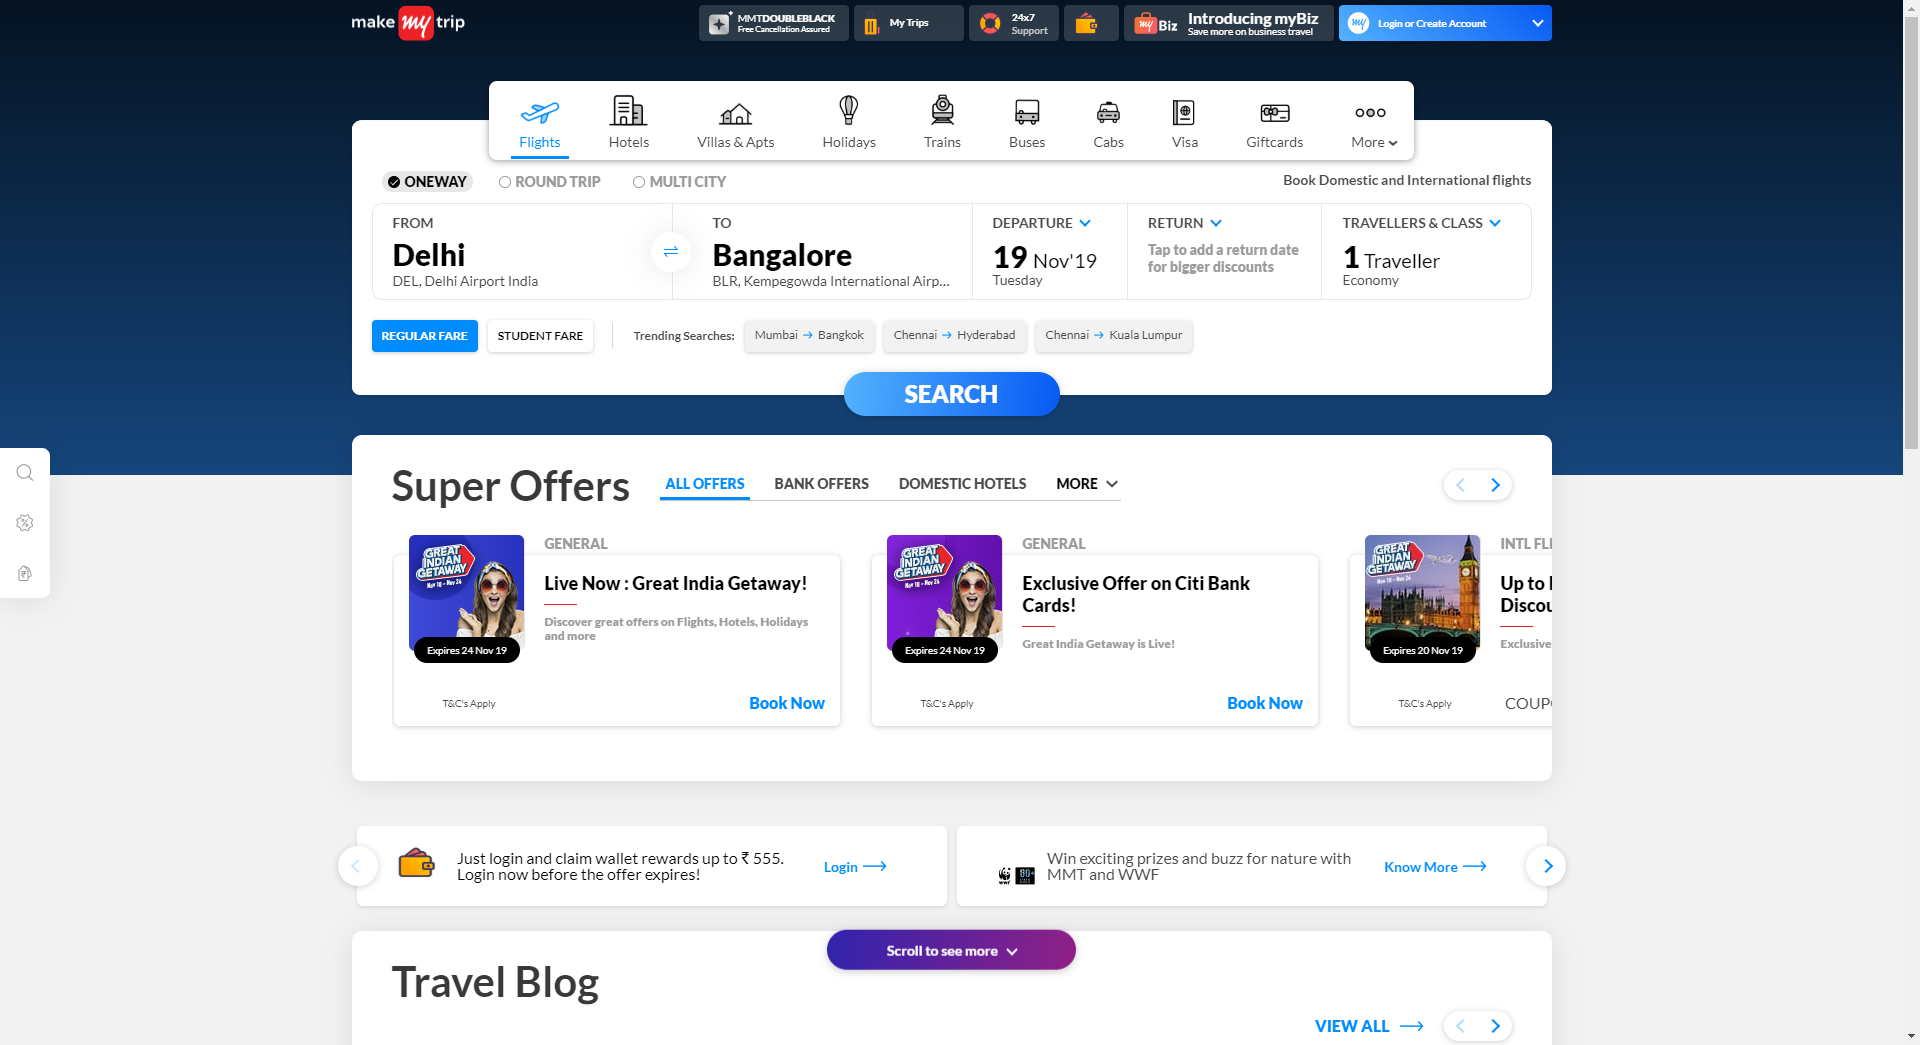 make my trip
MMTDOUBLEBLACK
Free Cancellation Assured
My Trips
24x7
Support
my Biz
Introducing myBiz
Save more on business travel
my
Login or Create Account
Flights
Hotels
Villas & Apts
Holidays
Trains
Buses
Cabs
Visa
Giftcards
More
ONEWAY
ROUND TRIP
MULTI CITY
Book Domestic and International flights
FROM
Delhi
DEL, Delhi Airport India
TO
Bangalore
BLR, Kempegowda International Airp...
DEPARTURE
19 Nov'19
Tuesday
RETURN
Tap to add a return date
for bigger discounts
TRAVELLERS & CLASS
1 Traveller
Economy
REGULAR FARE
STUDENT FARE
Trending Searches:
Mumbai → Bangkok
Chennai → Hyderabad
Chennai → Kuala Lumpur
SEARCH
Super Offers
ALL OFFERS
BANK OFFERS
DOMESTIC HOTELS
MORE
GREAT
INDIAN
GETAWAY
Nov 18 - Nov 24
Expires 24 Nov 19
GENERAL
Live Now : Great India Getaway!
Discover great offers on Flights, Hotels, Holidays
and more
T&C's Apply
Book Now
GREAT
INDIAN
GETAWAY
Nov 18 - Nov 24
Expires 24 Nov 19
GENERAL
Exclusive Offer on Citi Bank
Cards!
Great India Getaway is Live!
T&C's Apply
Book Now
GREAT
INDIAN
GETAWAY
Nov 18 - Nov 24
Expires 20 Nov 19
INTL FLI
Up to
Discou
Exclusive
T&C's Apply
COUP
Just login and claim wallet rewards up to ₹ 555.
Login now before the offer expires!
Login
WWF
60+
Win exciting prizes and buzz for nature with
MMT and WWF
Know More
Scroll to see more
Travel Blog
VIEW ALL